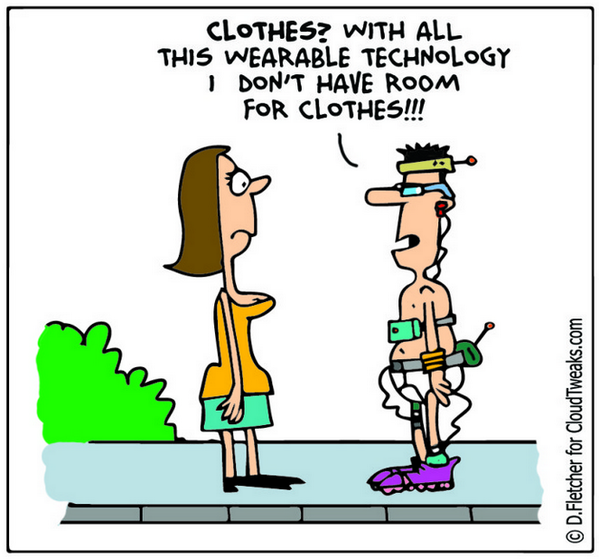 CLOTHES? WITH ALL
THIS WEARABLE TECHNOLOGY
I DON'T HAVE ROOM
FOR CLOTHES!!!
© D.Fletcher for CloudTweaks.com